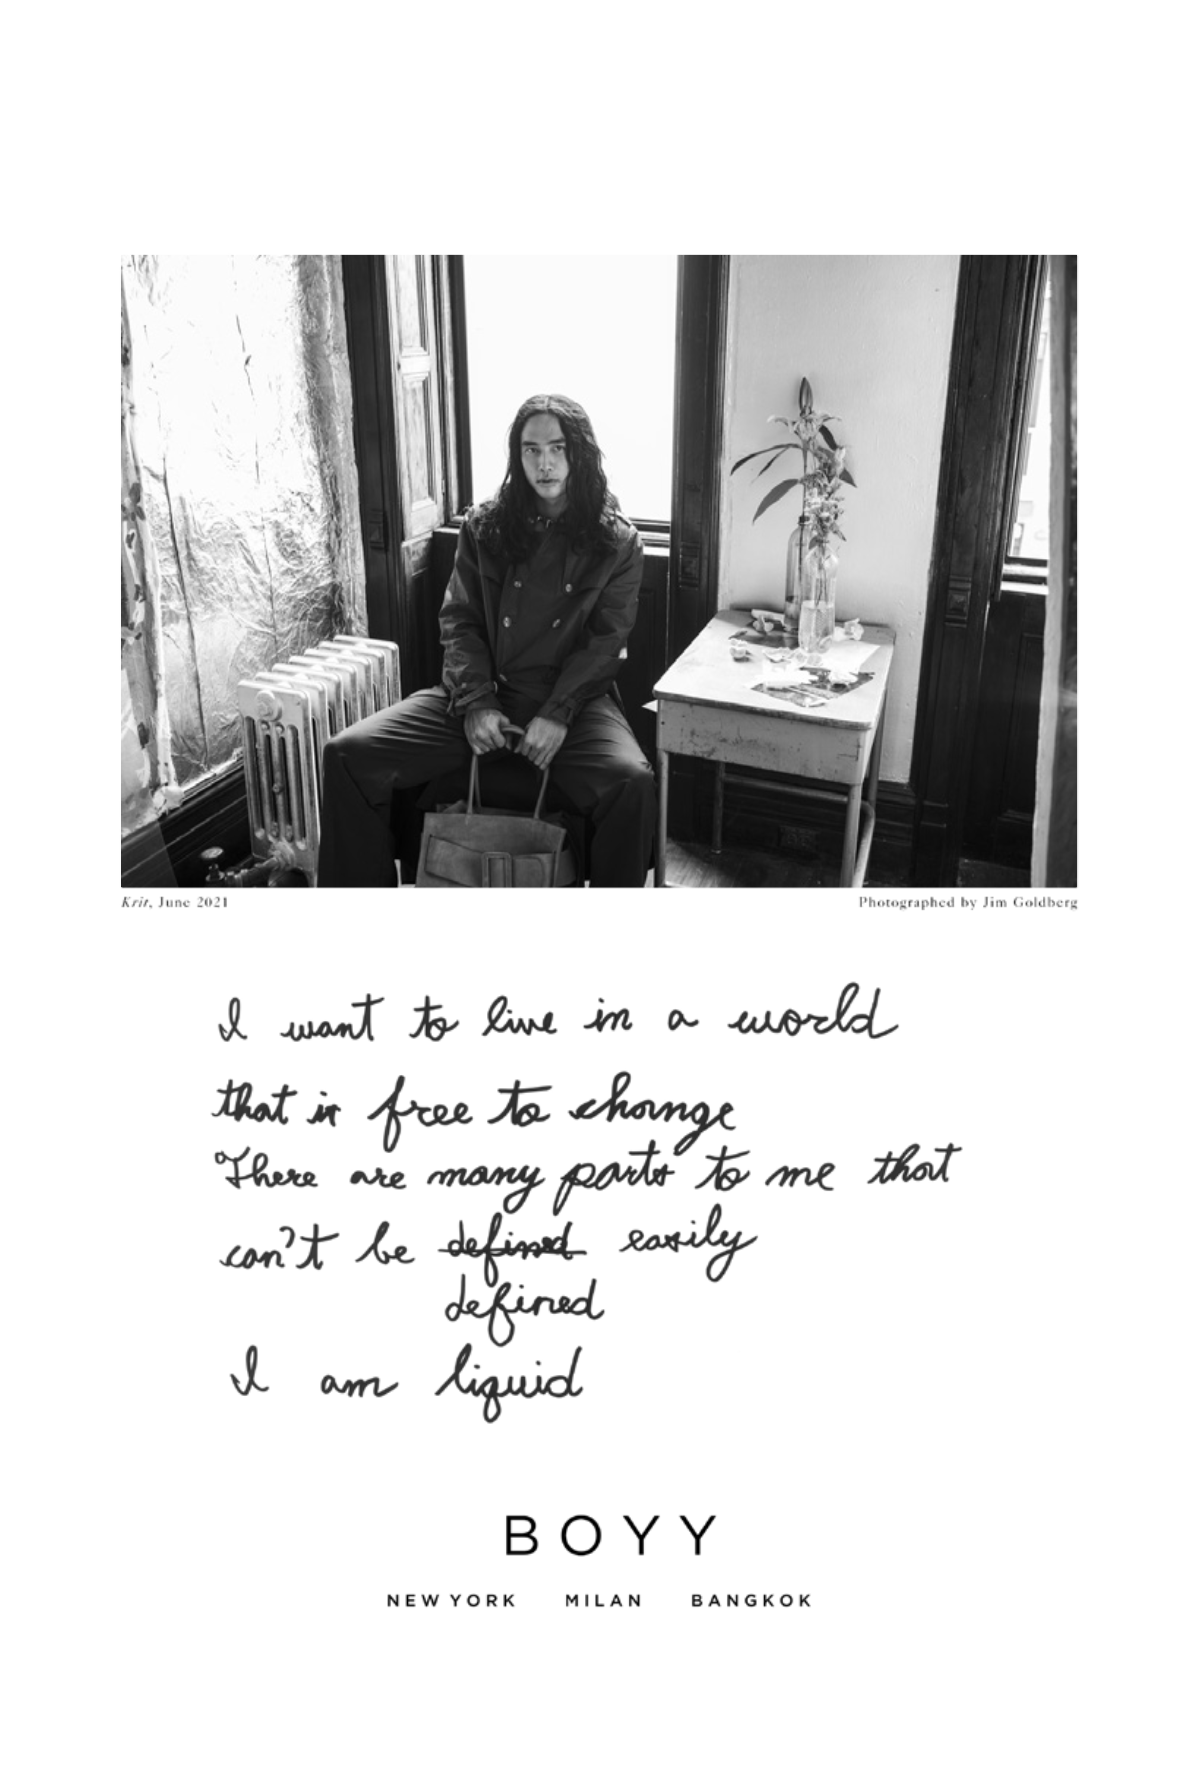 Krit, June 2021
Photographed by Jim Goldberg
I want to live in a world
that is free to change
There are many parts to me that
can't be defined easily
defined
I am liquid
BOYY
NEW YORK MILAN BANGKOK